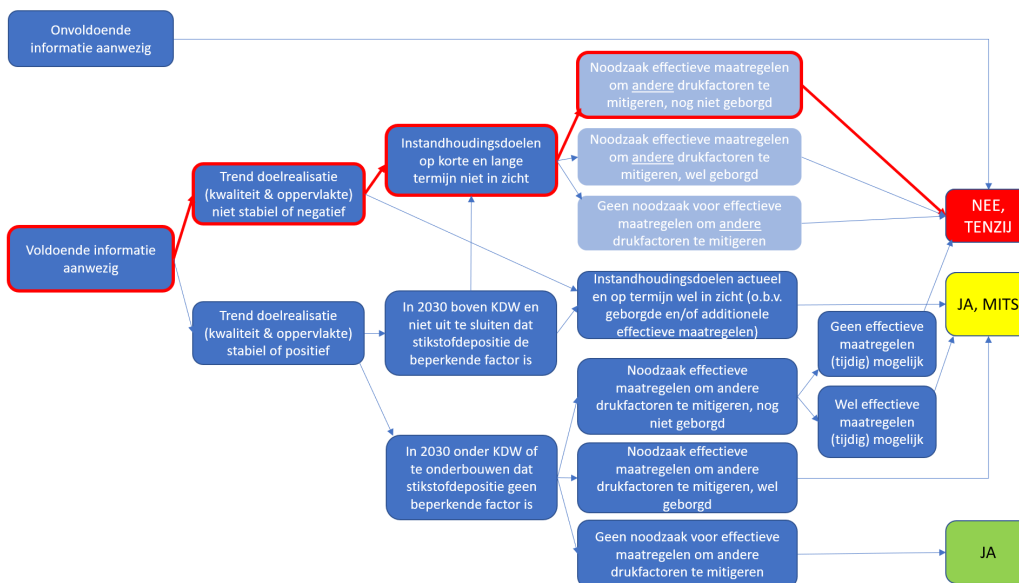 Onvoldoende
informatie aanwezig
Noodzaak effectieve maatregelen
om andere drukfactoren te
mitigeren, nog niet geborgd
Noodzaak effectieve maatregelen
om andere drukfactoren te
mitigeren, wel geborgd
Instandhoudingsdoelen
op korte en lange
termijn niet in zicht
Trend doelrealisatie
(kwaliteit & oppervlakte)
niet stabiel of negatief
Geen noodzaak voor effectieve
maatregelen om andere
drukfactoren te mitigeren
NEE,
TENZIJ
Voldoende informatie
aanwezig
Instandhoudingsdoelen actueel
en op termijn wel in zicht (o.b.v.
geborgde en/of additionele
effectieve maatregelen)
JA, MITS
Trend doelrealisatie
(kwaliteit & oppervlakte)
stabiel of positief
In 2030 boven KDW en
niet uit te sluiten dat
stikstofdepositie de
beperkende factor is
Geen effectieve
maatregelen
(tijdig) mogelijk
Noodzaak effectieve
maatregelen om andere
drukfactoren te mitigeren, nog
niet geborgd
Wel effectieve
maatregelen
(tijdig) mogelijk
In 2030 onder KDW of
te onderbouwen dat
stikstofdepositie geen
beperkende factor is
Noodzaak effectieve
maatregelen om andere
drukfactoren te mitigeren, wel
geborgd
Geen noodzaak voor effectieve
maatregelen om andere
drukfactoren te mitigeren
JA